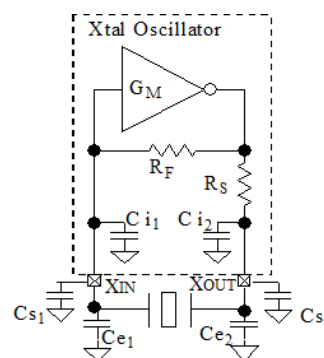 Xtal Oscillator
GM
RF
RS
Ci1
Ci2
XIN
XOUT
Cs1
Cs
Ce1
Ce2